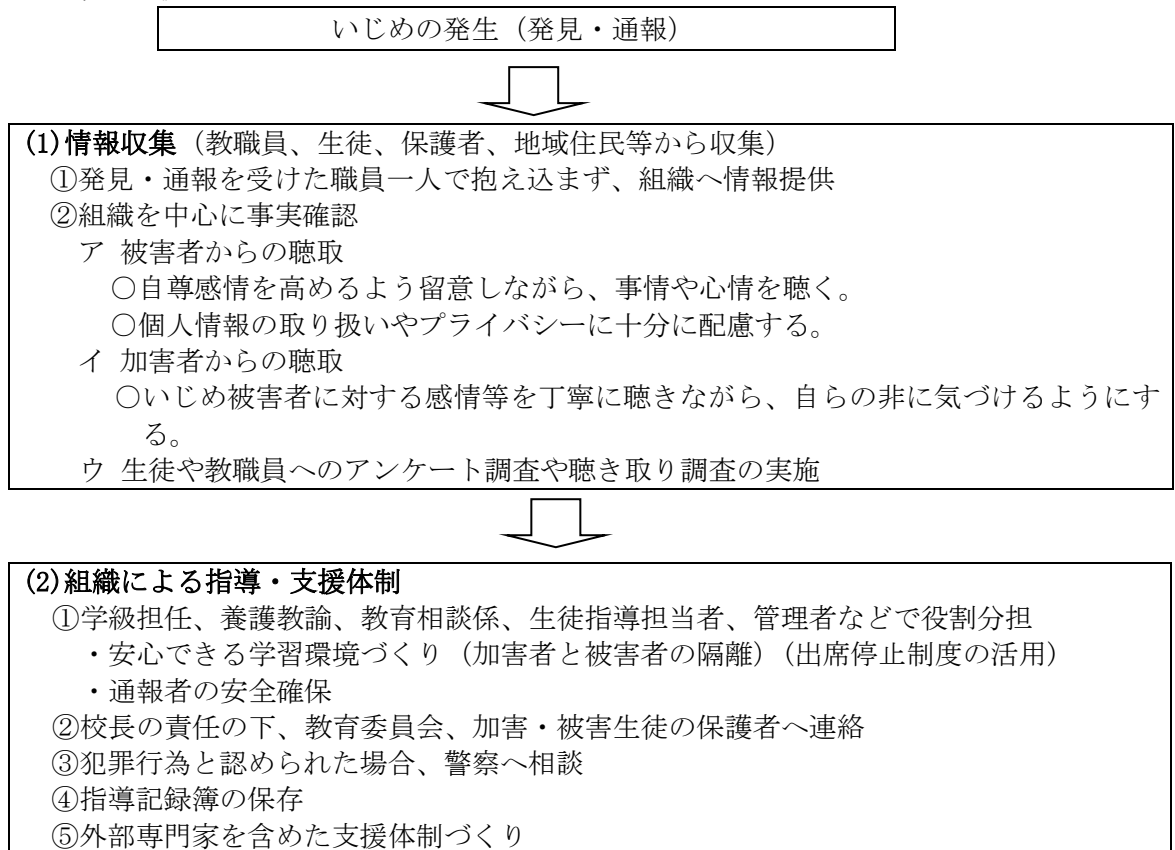 いじめの発生（発見・通報）
(1)情報収集（教職員、生徒、保護者、地域住民等から収集）
①発見・通報を受けた職員一人で抱え込まず、組織へ情報提供
②組織を中心に事実確認
ア 被害者からの聴取
○自尊感情を高めるよう留意しながら、事情や心情を聴く。
○個人情報の取り扱いやプライバシーに十分に配慮する。
イ 加害者からの聴取
○いじめ被害者に対する感情等を丁寧に聴きながら、自らの非に気づけるようにす
る。
ウ 生徒や教職員へのアンケート調査や聴き取り調査の実施
(2)組織による指導・支援体制
①学級担任、養護教諭、教育相談係、生徒指導担当者、管理者などで役割分担
・安心できる学習環境づくり（加害者と被害者の隔離）（出席停止制度の活用）
・通報者の安全確保
②校長の責任の下、教育委員会、加害・被害生徒の保護者へ連絡
③犯罪行為と認められた場合、警察へ相談
④指導記録簿の保存
⑤外部専門家を含めた支援体制づくり